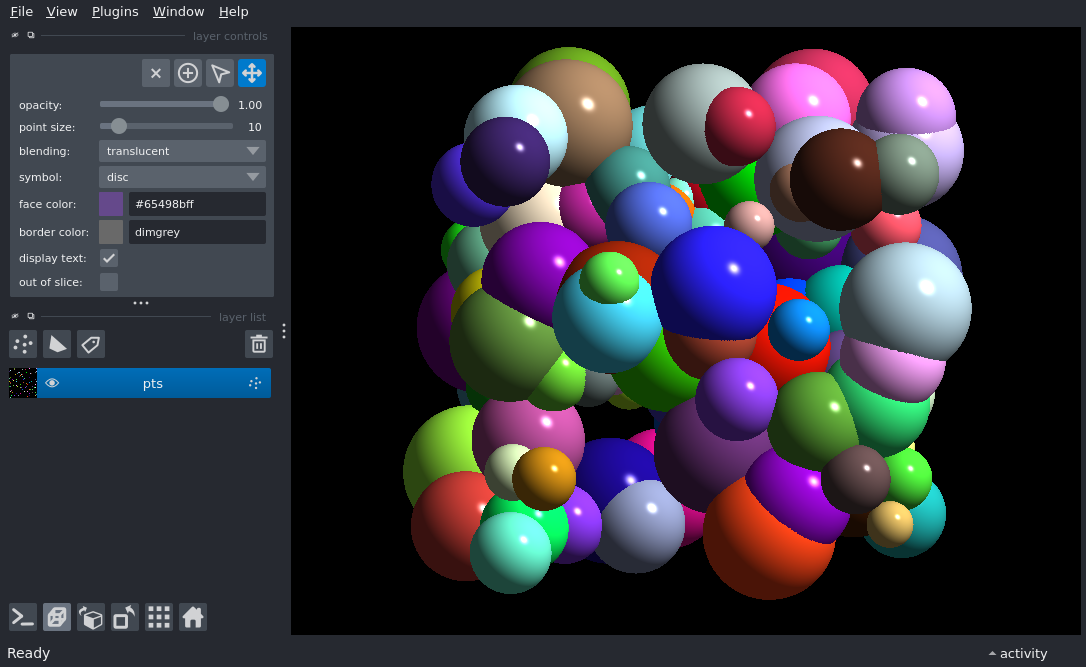 File View Plugins Window Help
layer controls
opacity: 1.00
point size: 10
blending: translucent
symbol: disc
face color: #65498bff
border color: dimgrey
display text:
out of slice:
layer list
pts
Ready
activity